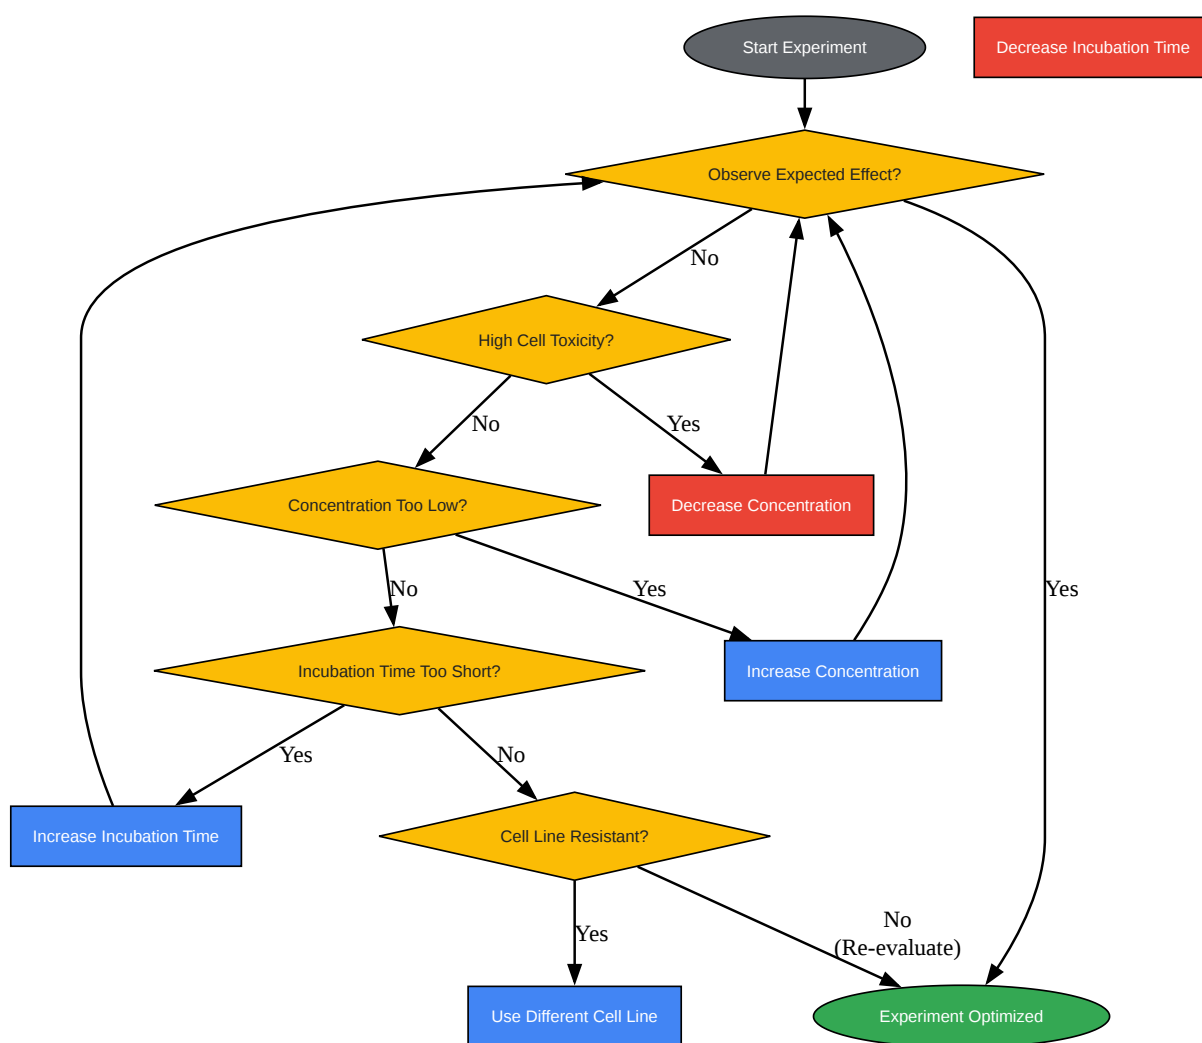 Start Experiment
Decrease Incubation Time
Observe Expected Effect?
No
High Cell Toxicity?
No
Yes
Concentration Too Low?
Decrease Concentration
No
Yes
Yes
Incubation Time Too Short?
Increase Concentration
Yes
No
Increase Incubation Time
Cell Line Resistant?
Yes
No
(Re-evaluate)
Use Different Cell Line
Experiment Optimized